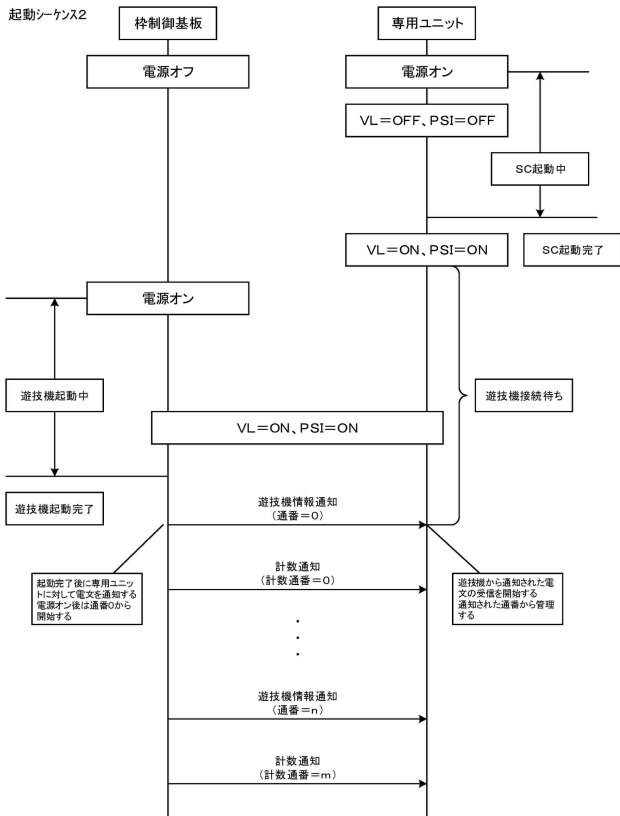 起動シーケンス2
枠制御基板
専用ユニット
電源オフ
電源オン
VL=OFF、PSI=OFF
SC起動中
VL=ON、PSI=ON
SC起動完了
電源オン
遊技機起動中
遊技機接続待ち
VL=ON、PSI=ON
遊技機起動完了
遊技機情報通知
(通番=0)
起動完了後に専用ユニッ
トに対して電文を通知する
電源オン後は通番0から
開始する
計数通知
(計数通番=0)
遊技機から通知された電
文の受信を開始する
通知された通番から管理
する
・
・
・
遊技機情報通知
(通番=n)
計数通知
(計数通番=m)